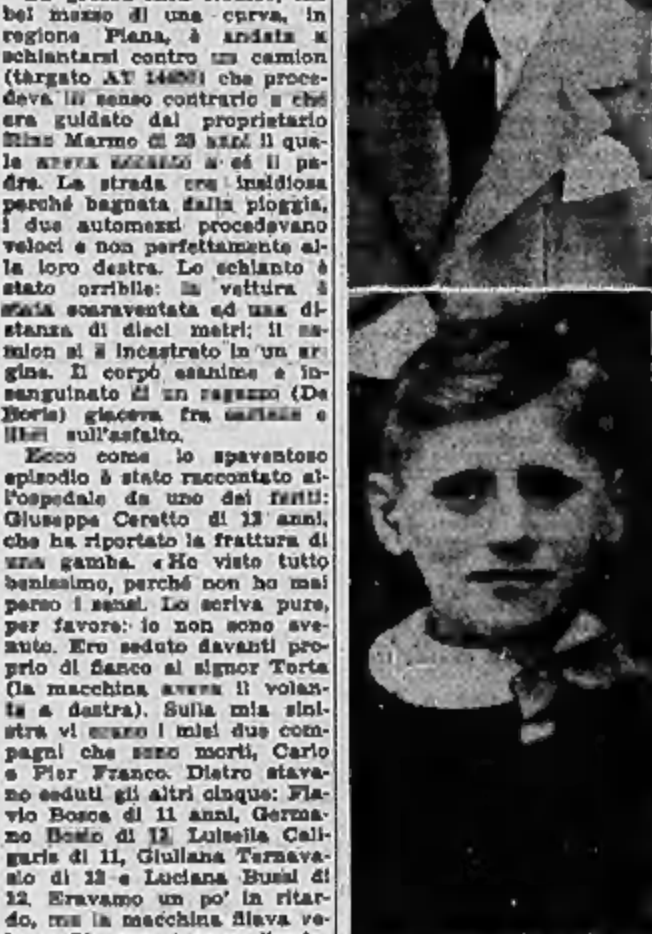 bel mezzo di una curva, in
regione Piana, è andata a
schiantarsi contro un camion
(targato AT che proce-
deva in senso contrario e che
era guidato dal proprietario
Marmo di 28 anni il qua-
le aveva accanto a sé il pa-
dre. La strada era insidiosa
perché bagnata dalla pioggia,
i due automezzi procedevano
veloci e non perfettamente al-
la loro destra. Lo schianto è
stato orribile: la vettura è
stata scaraventata ad una di-
stanza di dieci metri; il ca-
mion si è incastrato in un ar-
gine. Il corpo esanime e in-
sanguinato di un ragazzo (De
giaceva fra cartelle e
libri sull'asfalto.
Ecco come lo spaventoso
episodio è stato raccontato al-
l'ospedale da uno dei feriti:
Giuseppe Ceretto di 12 anni,
che ha riportato la frattura di
una gamba. «Ho visto tutto
benissimo, perché non ho mai
perso i sensi. Lo scriva pure,
per favore: io non sono sve-
nuto. Ero seduto davanti pro-
prio di fianco al signor Torta
(la macchina aveva il volan-
te a destra). Sulla mia sini-
stra vi erano i miei due com-
pagni che sono morti, Carlo
e Pier Franco. Dietro stava-
no seduti gli altri cinque: Fla-
vio Bosca di 11 anni, Germa-
no Bosio di 12, Luisella Cali-
garis di 11, Giuliana Ternava-
sio di 12 e Luciana Bussi di
12. Eravamo un po' in ritar-
do, ma la macchina filava ve-